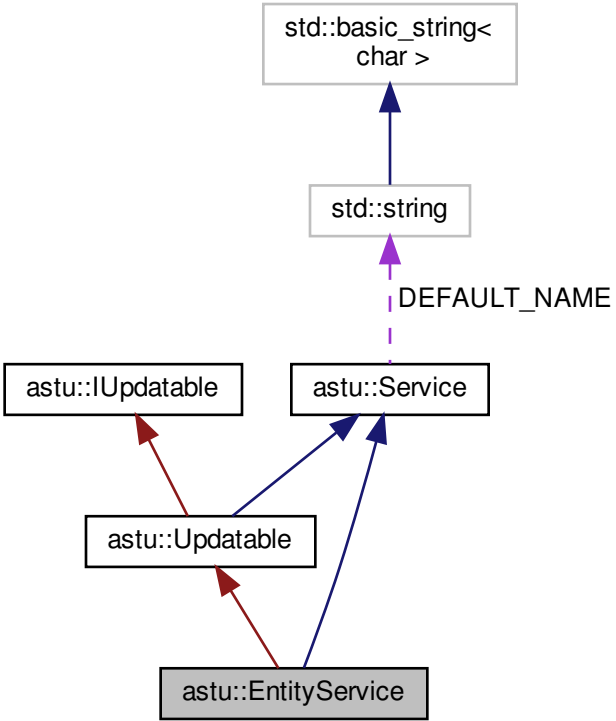 std::basic_string<
char >
std::string
DEFAULT_NAME
astu::IUpdatable
astu::Service
astu::Updatable
astu::EntityService